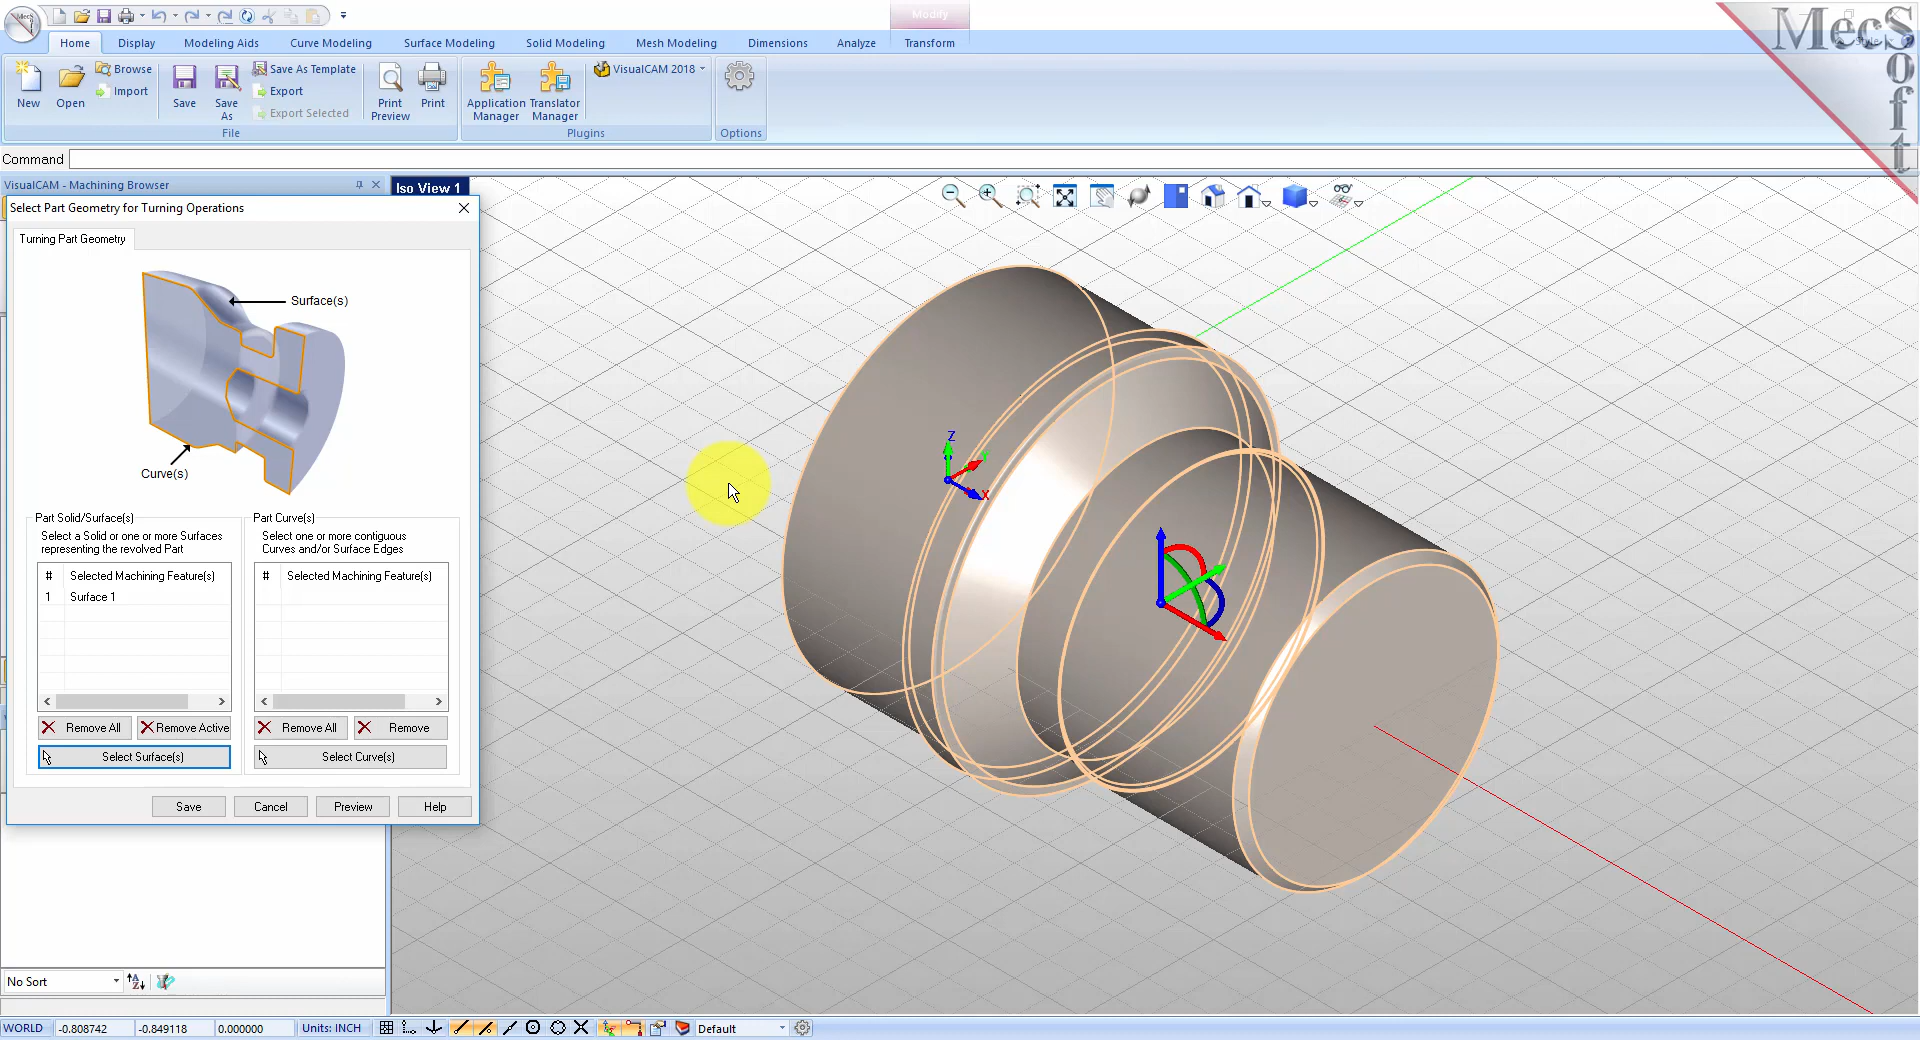 MecS
Modify
MecSoft
Home Display Modeling Aids Curve Modeling Surface Modeling Solid Modeling Mesh Modeling Dimensions Analyze Transform
New
Open
Browse
Import
Save
Save As
Save As Template
Export
Export Selected
Print Preview
Print
File
Application Manager
Translator Manager
VisualCAM 2018
Plugins
Options
Command
VisualCAM - Machining Browser
Iso View 1
Select Part Geometry for Turning Operations
Turning Part Geometry
Surface(s)
Curve(s)
Part Solid/Surface(s)
Select a Solid or one or more Surfaces
representing the revolved Part
# Selected Machining Feature(s)
1 Surface 1
Remove All Remove Active
Select Surface(s)
Part Curve(s)
Select one or more contiguous
Curves and/or Surface Edges
# Selected Machining Feature(s)
Remove All Remove
Select Curve(s)
Save Cancel Preview Help
Z
Y
X
No Sort
WORLD -0.808742 -0.849118 0.000000 Units: INCH Default